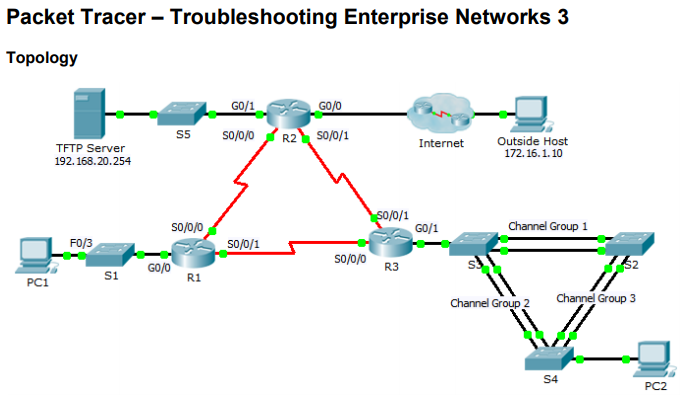 Packet Tracer – Troubleshooting Enterprise Networks 3
Topology
G0/1
G0/0
S5
R2
S0/0/0
S0/0/1
TFTP Server
192.168.20.254
Internet
Outside Host
172.16.1.10
S0/0/0
S0/0/1
F0/3
S0/0/1
G0/1
Channel Group 1
PC1
S1
G0/0
R1
S0/0/0
R3
S3
S2
Channel Group 2
Channel Group 3
S4
PC2